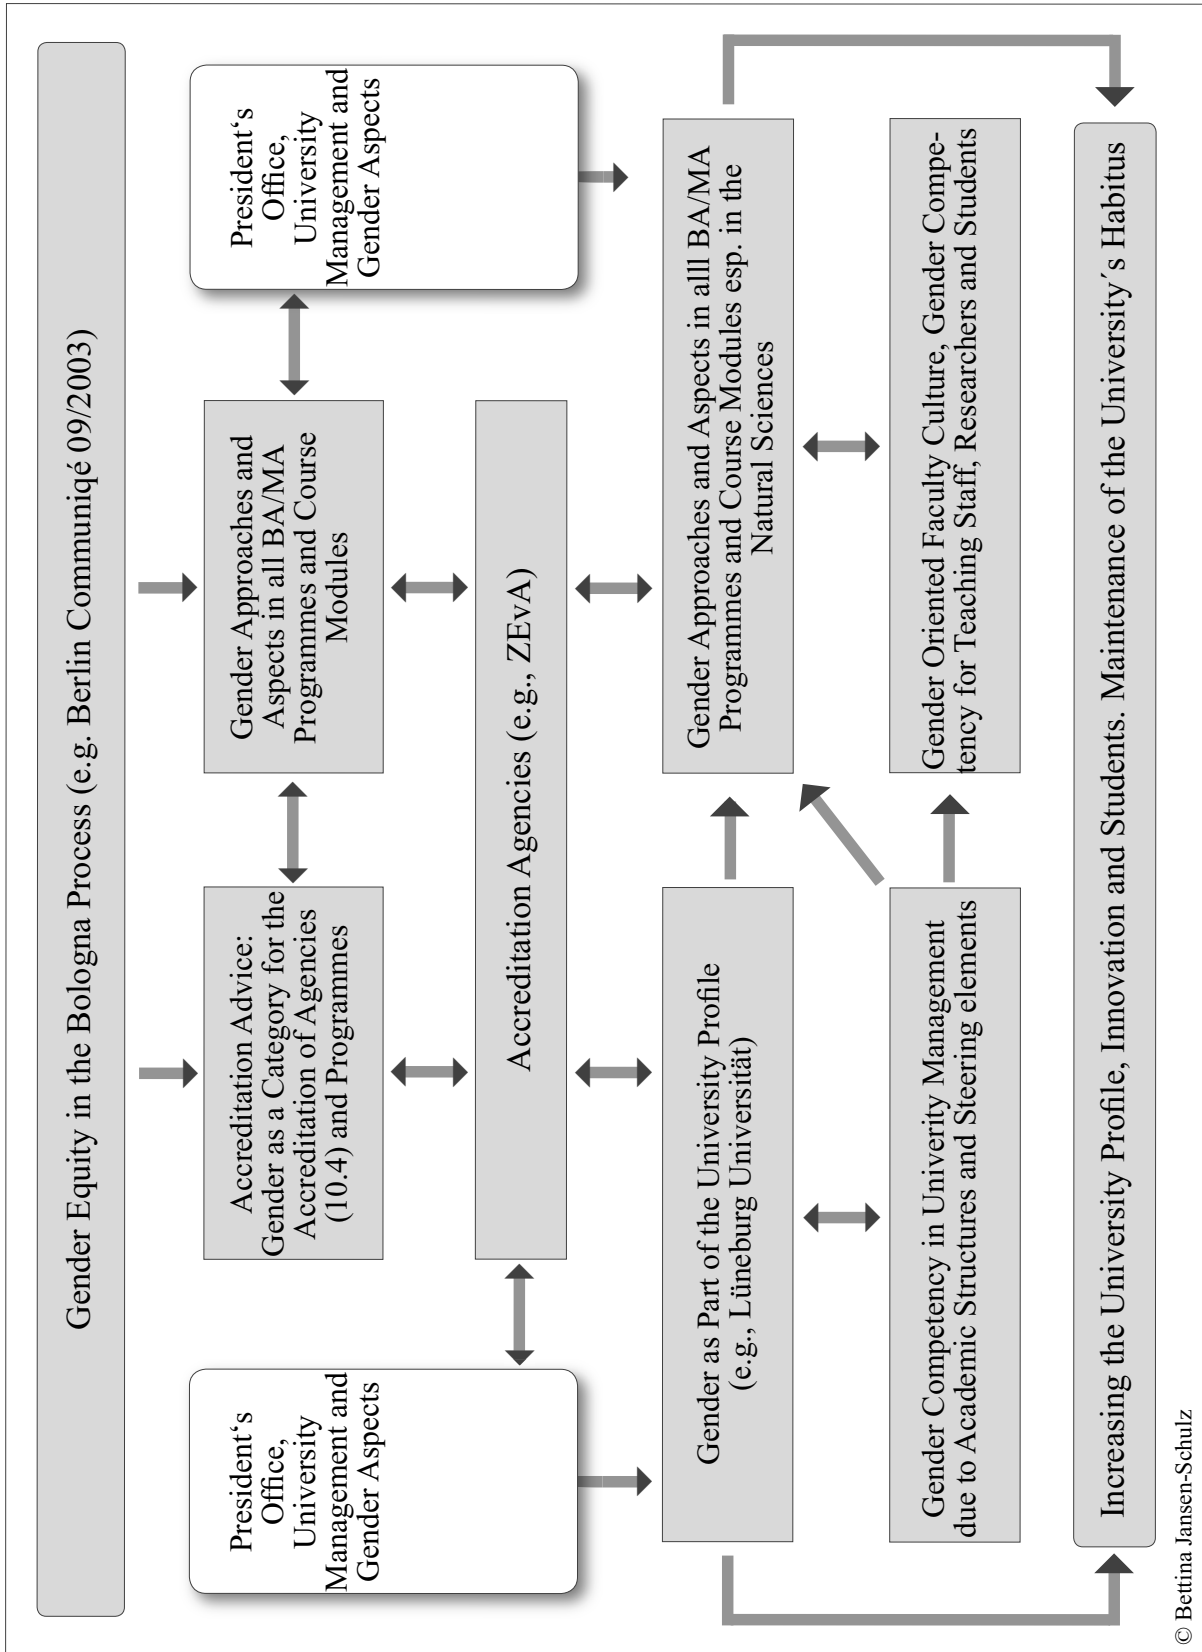 Gender Equity in the Bologna Process (e.g. Berlin Communiqé 09/2003)
President‘s
Office,
University
Management and
Gender Aspects
Accreditation Advice:
Gender as a Category for the
Accreditation of Agencies
(10.4) and Programmes
Gender Approaches and
Aspects in all BA/MA
Programmes and Course
Modules
President‘s
Office,
University
Management and
Gender Aspects
Accreditation Agencies (e.g., ZEvA)
Gender as Part of the University Profile
(e.g., Lüneburg Universität)
Gender Approaches and Aspects in alll BA/MA
Programmes and Course Modules esp. in the
Natural Sciences
Gender Competency in Univerity Management
due to Academic Structures and Steering elements
Gender Oriented Faculty Culture, Gender Compe-
tency for Teaching Staff, Researchers and Students
Increasing the University Profile, Innovation and Students. Maintenance of the University´s Habitus
© Bettina Jansen-Schulz